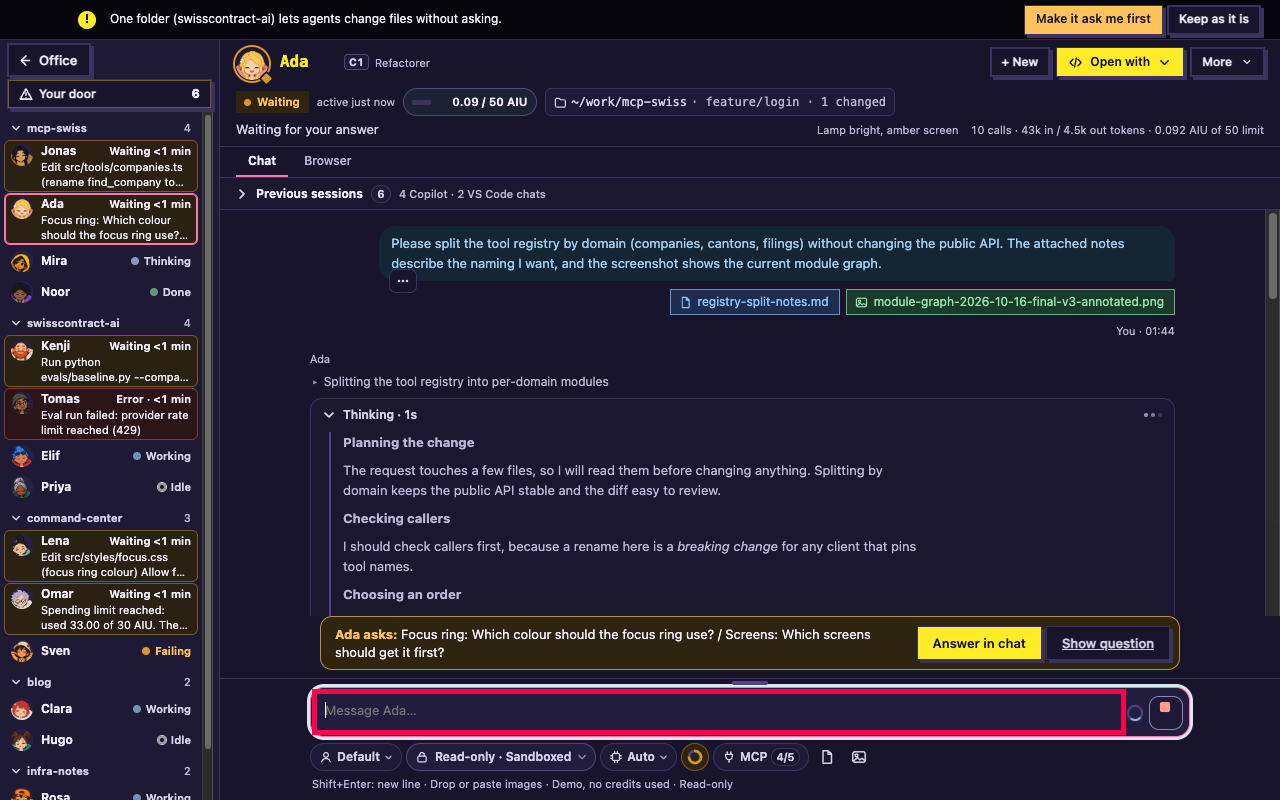 One folder (swisscontract-ai) lets agents change files without asking.
Make it ask me first
Keep as it is
Office
Your door 6
mcp-swiss 4
Jonas Waiting <1 min
Edit src/tools/companies.ts
(rename find_company to...
Ada Waiting <1 min
Focus ring: Which colour
should the focus ring use?...
Mira Thinking
Noor Done
swisscontract-ai 4
Kenji Waiting <1 min
Run python
evals/baseline.py --compa...
Tomas Error · <1 min
Eval run failed: provider rate
limit reached (429)
Elif Working
Priya Idle
command-center 3
Lena Waiting <1 min
Edit src/styles/focus.css
(focus ring colour) Allow f...
Omar Waiting <1 min
Spending limit reached:
used 33.00 of 30 AIU. The...
Sven Failing
blog 2
Clara Working
Hugo Idle
infra-notes 2
Rosa Working
Ada
C1 Refactorer
+ New
Open with
More
Waiting
active just now
0.09 / 50 AIU
~/work/mcp-swiss · feature/login · 1 changed
Waiting for your answer
Lamp bright, amber screen 10 calls · 43k in / 4.5k out tokens · 0.092 AIU of 50 limit
Chat
Browser
Previous sessions 6 4 Copilot · 2 VS Code chats
Please split the tool registry by domain (companies, cantons, filings) without changing the public API. The attached notes
describe the naming I want, and the screenshot shows the current module graph.
registry-split-notes.md
module-graph-2026-10-16-final-v3-annotated.png
You · 01:44
Ada
Splitting the tool registry into per-domain modules
Thinking · 1s
Planning the change
The request touches a few files, so I will read them before changing anything. Splitting by
domain keeps the public API stable and the diff easy to review.
Checking callers
I should check callers first, because a rename here is a breaking change for any client that pins
tool names.
Choosing an order
Ada asks: Focus ring: Which colour should the focus ring use? / Screens: Which screens
should get it first?
Answer in chat
Show question
Message Ada...
Default
Read-only · Sandboxed
Auto
MCP 4/5
Shift+Enter: new line · Drop or paste images · Demo, no credits used · Read-only